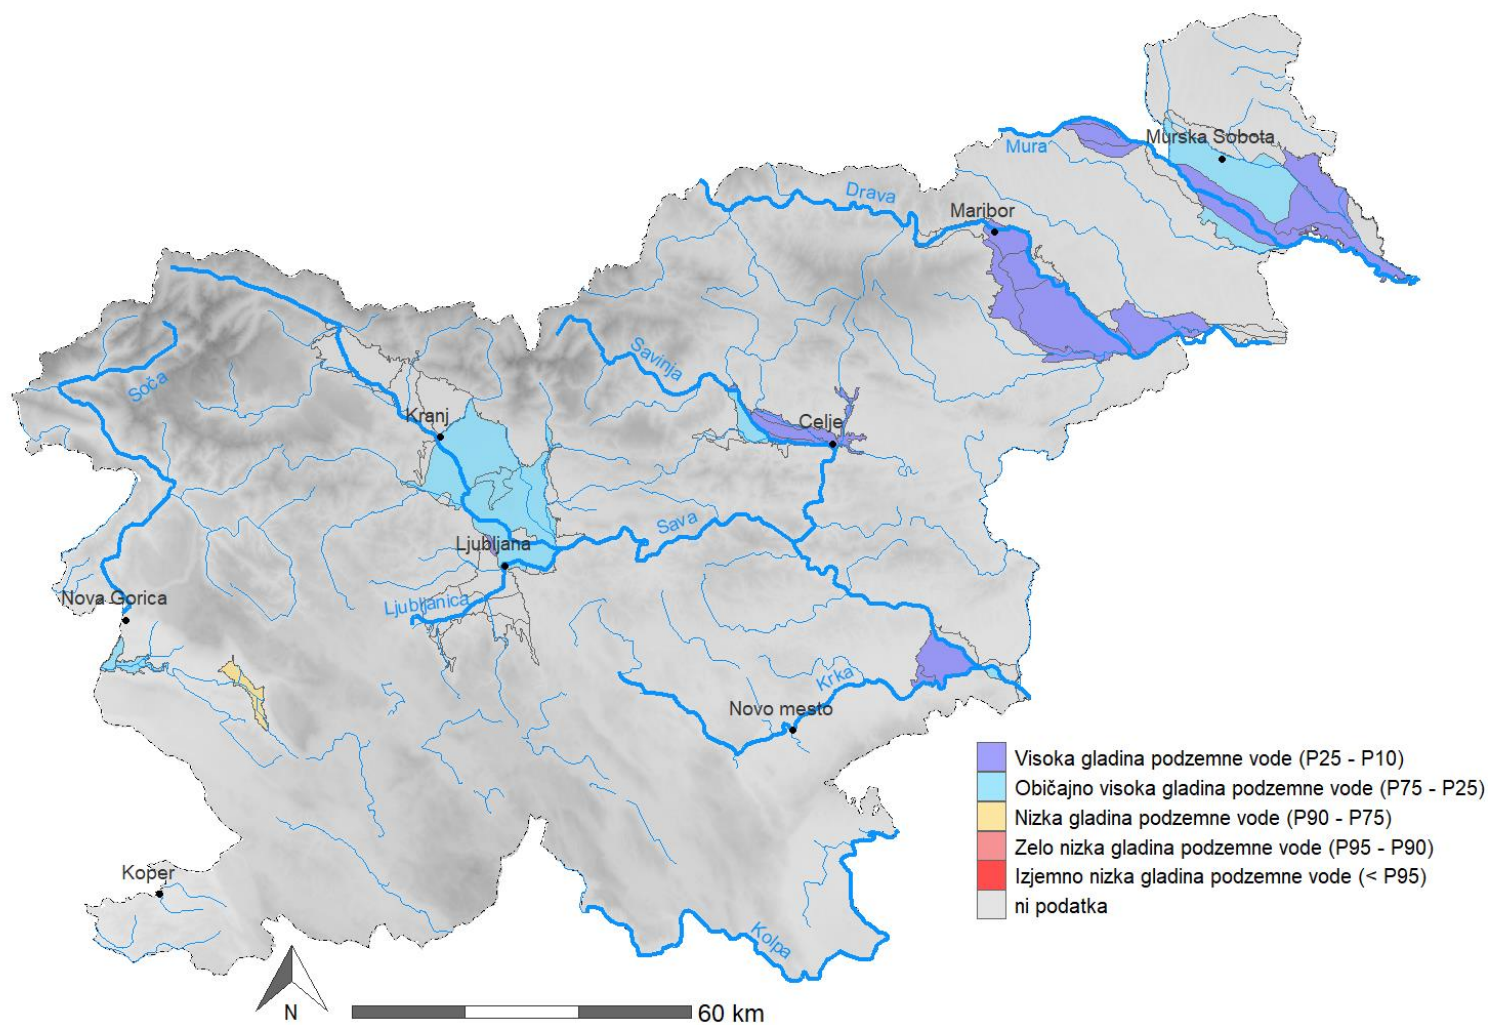 Mura
Murska Sobota
Drava
Maribor
Savinja
Soča
Kranj
Celje
Sava
Ljubljana
Ljubljanica
Nova Gorica
Krka
Novo mesto
Koper
Kolpa
Visoka gladina podzemne vode (P25 - P10)
Običajno visoka gladina podzemne vode (P75 - P25)
Nizka gladina podzemne vode (P90 - P75)
Zelo nizka gladina podzemne vode (P95 - P90)
Izjemno nizka gladina podzemne vode (< P95)
ni podatka
N
60 km